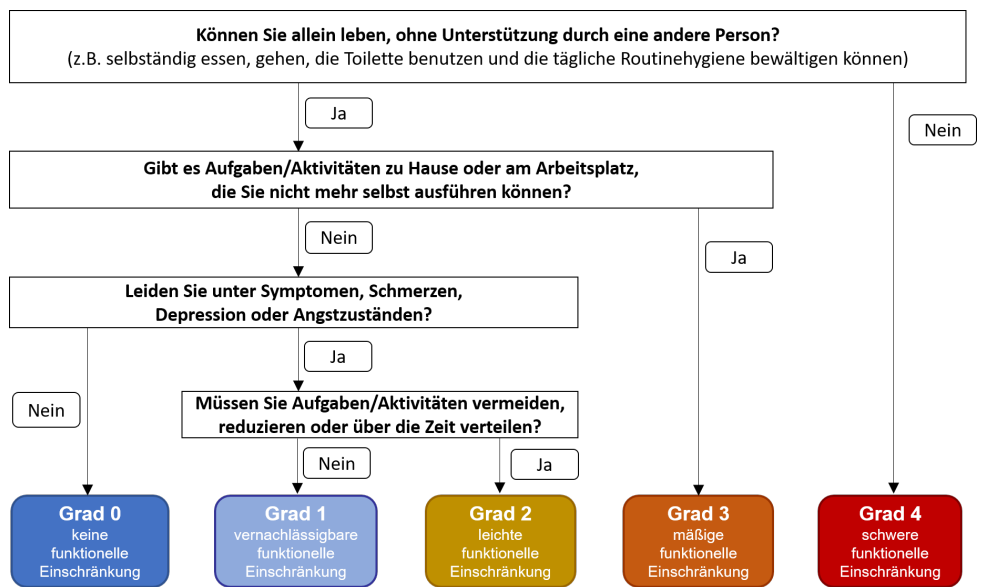 Können Sie allein leben, ohne Unterstützung durch eine andere Person?
(z.B. selbständig essen, gehen, die Toilette benutzen und die tägliche Routinehygiene bewältigen können)
Ja
Nein
Gibt es Aufgaben/Aktivitäten zu Hause oder am Arbeitsplatz,
die Sie nicht mehr selbst ausführen können?
Nein
Ja
Leiden Sie unter Symptomen, Schmerzen,
Depression oder Angstzuständen?
Ja
Nein
Müssen Sie Aufgaben/Aktivitäten vermeiden,
reduzieren oder über die Zeit verteilen?
Nein
Ja
Grad 0
keine
funktionelle
Einschränkung
Grad 1
vernachlässigbare
funktionelle
Einschränkung
Grad 2
leichte
funktionelle
Einschränkung
Grad 3
mäßige
funktionelle
Einschränkung
Grad 4
schwere
funktionelle
Einschränkung